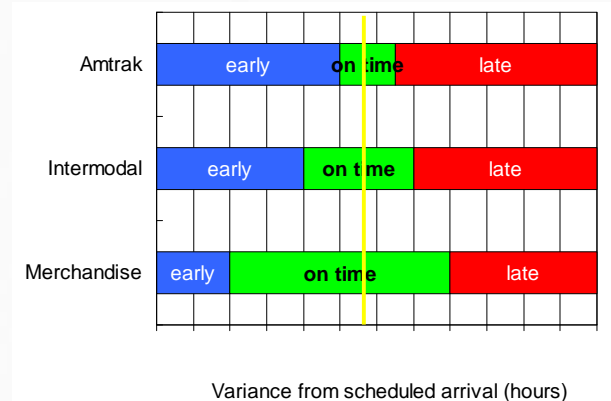 Amtrak early on time late
Intermodal early on time late
Merchandise early on time late
Variance from scheduled arrival (hours)